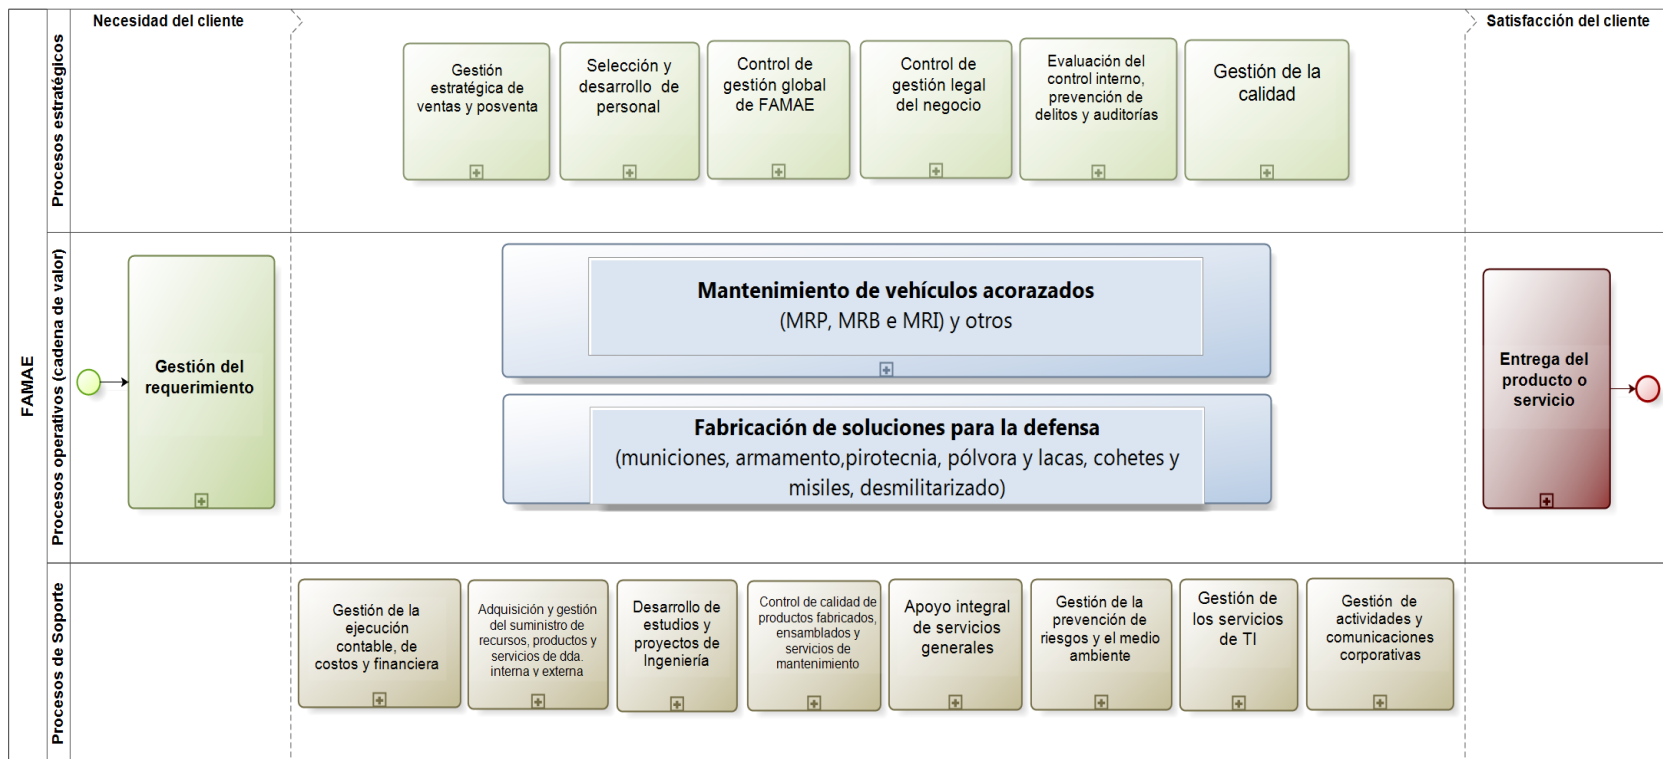 Necesidad del cliente
Satisfacción del cliente
FAMAE
Procesos estratégicos
Gestión
estratégica de
ventas y posventa
Selección y
desarrollo de
personal
Control de
gestión global
de FAMAE
Control de
gestión legal
del negocio
Evaluación del
control interno,
prevención de
delitos y auditorías
Gestión de la
calidad
Procesos operativos (cadena de valor)
Gestión del
requerimiento
Mantenimiento de vehículos acorazados
(MRP, MRB e MRI) y otros
Fabricación de soluciones para la defensa
(municiones, armamento,pirotecnia, pólvora y lacas, cohetes y
misiles, desmilitarizado)
Entrega del
producto o
servicio
Procesos de Soporte
Gestión de la
ejecución
contable, de
costos y financiera
Adquisición y gestión
del suministro de
recursos, productos y
servicios de dda.
interna y externa
Desarrollo de
estudios y
proyectos de
Ingeniería
Control de calidad de
productos fabricados,
ensamblados y
servicios de
mantenimiento
Apoyo integral
de servicios
generales
Gestión de la
prevención de
riesgos y el medio
ambiente
Gestión de
los servicios
de TI
Gestión de
actividades y
comunicaciones
corporativas